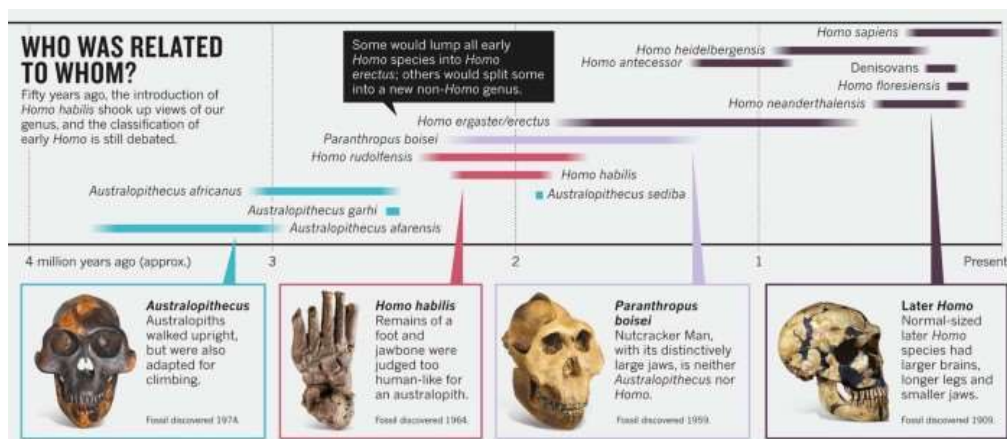 WHO WAS RELATED
TO WHOM?
Fifty years ago, the introduction of
Homo habilis shook up views of our
genus, and the classification of
early Homo is still debated.
Some would lump all early
Homo species into Homo
erectus; others would split some
into a new non-Homo genus.
Homo sapiens
Homo heidelbergensis
Homo antecessor
Denisovans
Homo floresiensis
Homo neanderthalensis
Homo ergaster/erectus
Paranthropus boisei
Homo rudolfensis
Homo habilis
Australopithecus africanus
Australopithecus sediba
Australopithecus garhi
Australopithecus afarensis
4 million years ago (approx.)
3
2
1
Present
Australopithecus
Australopiths
walked upright,
but were also
adapted for
climbing.
Fossil discovered 1974.
Homo habilis
Remains of a
foot and
jawbone were
judged too
human-like for
an australopith.
Fossil discovered 1964.
Paranthropus
boisei
Nutcracker Man,
with its distinctively
large jaws, is neither
Australopithecus nor
Homo.
Fossil discovered 1959.
Later Homo
Normal-sized
later Homo
species had
larger brains,
longer legs and
smaller jaws.
Fossil discovered 1909.